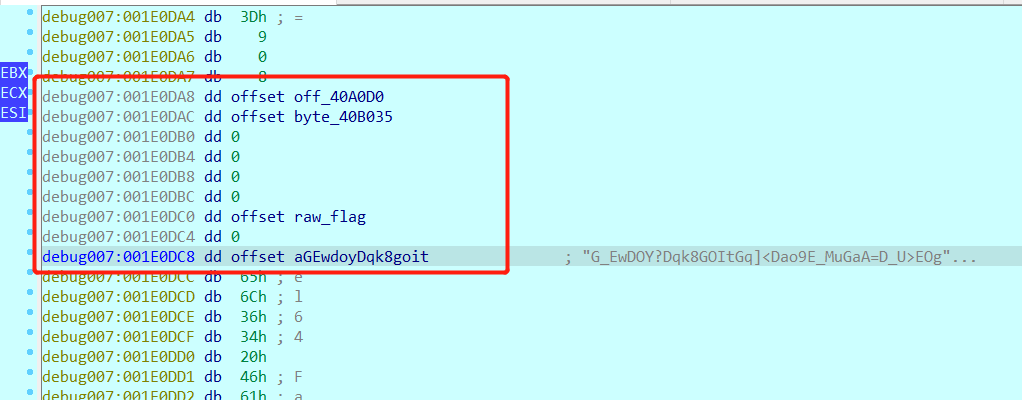 debug007:001E0DA4 db 3Dh ; =
debug007:001E0DA5 db 9
debug007:001E0DA6 db 0
debug007:001E0DA7 db 8
EBX
debug007:001E0DA8 dd offset off_40A0D0
ECX
debug007:001E0DAC dd offset byte_40B035
ESI
debug007:001E0DB0 dd 0
debug007:001E0DB4 dd 0
debug007:001E0DB8 dd 0
debug007:001E0DBC dd 0
debug007:001E0DC0 dd offset raw_flag
debug007:001E0DC4 dd 0
debug007:001E0DC8 dd offset aGEwdoyDqk8goit ; "G_EwDOY?Dqk8GOItGq]<Dao9E_MuGaA=D_U>EOg"...
debug007:001E0DCC db 65h ; e
debug007:001E0DCD db 6Ch ; l
debug007:001E0DCE db 36h ; 6
debug007:001E0DCF db 34h ; 4
debug007:001E0DD0 db 20h
debug007:001E0DD1 db 46h ; F
debug007:001E0DD2 db 61h ; a